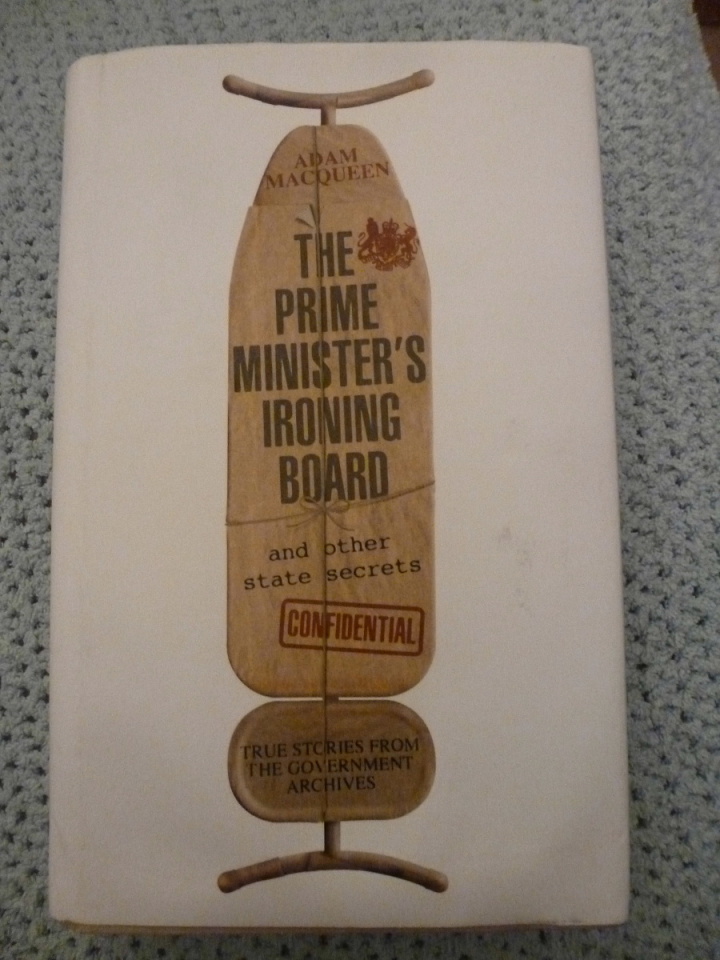 ADAM
MACQUEEN
THE
PRIME
MINISTER'S
IRONING
BOARD
and other
state secrets
CONFIDENTIAL
TRUE STORIES FROM
THE GOVERNMENT
ARCHIVES